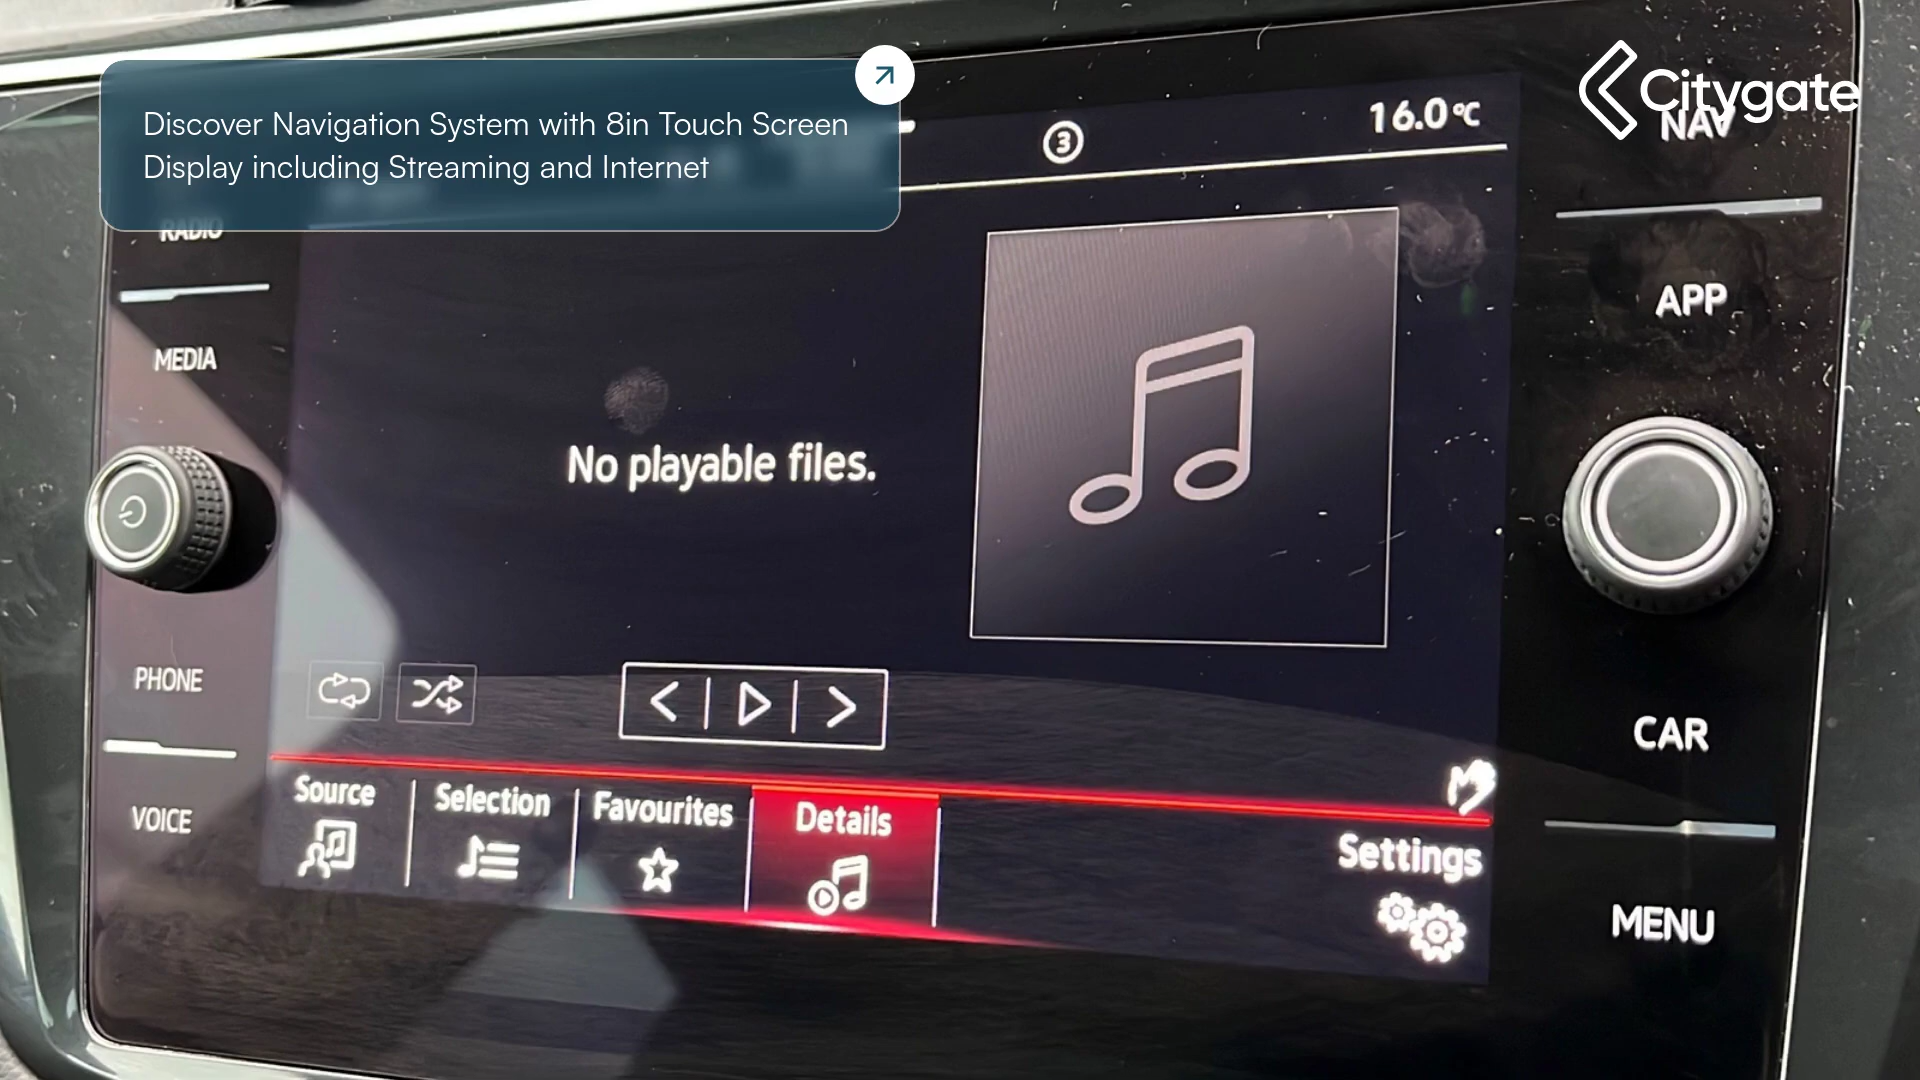 Discover Navigation System with 8in Touch Screen
Display including Streaming and Internet
Citygate
3
16.0°C
NAV
RADIO
APP
MEDIA
No playable files.
PHONE
CAR
Source
Selection
Favourites
Details
VOICE
Settings
MENU